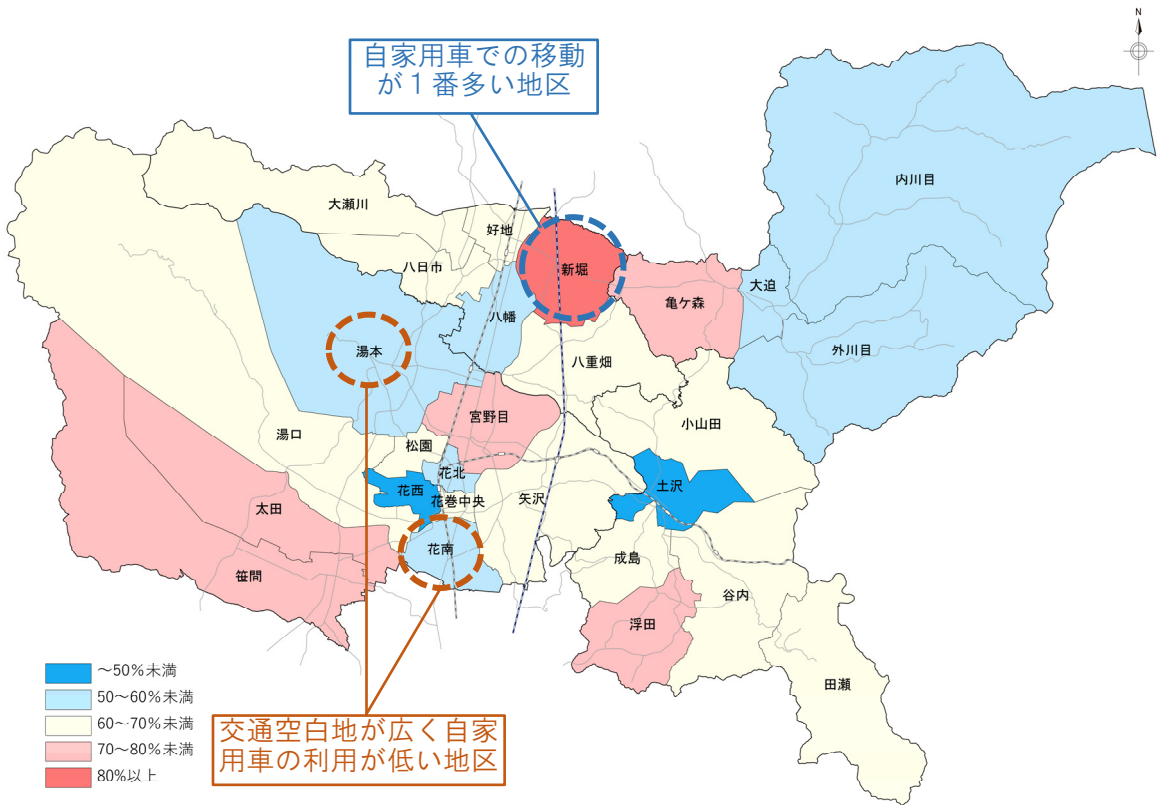 N
自家用車での移動
が１番多い地区
内川目
大瀬川
好地
新堀
八日市
大迫
亀ケ森
八幡
外川目
湯本
八重畑
宮野目
小山田
湯口
松園
花北
土沢
花西
花巻中央
矢沢
太田
花南
成島
笹間
谷内
浮田
田瀬
～50％未満
50～60％未満
60～70％未満
70～80％未満
80％以上
交通空白地が広く自家
用車の利用が低い地区